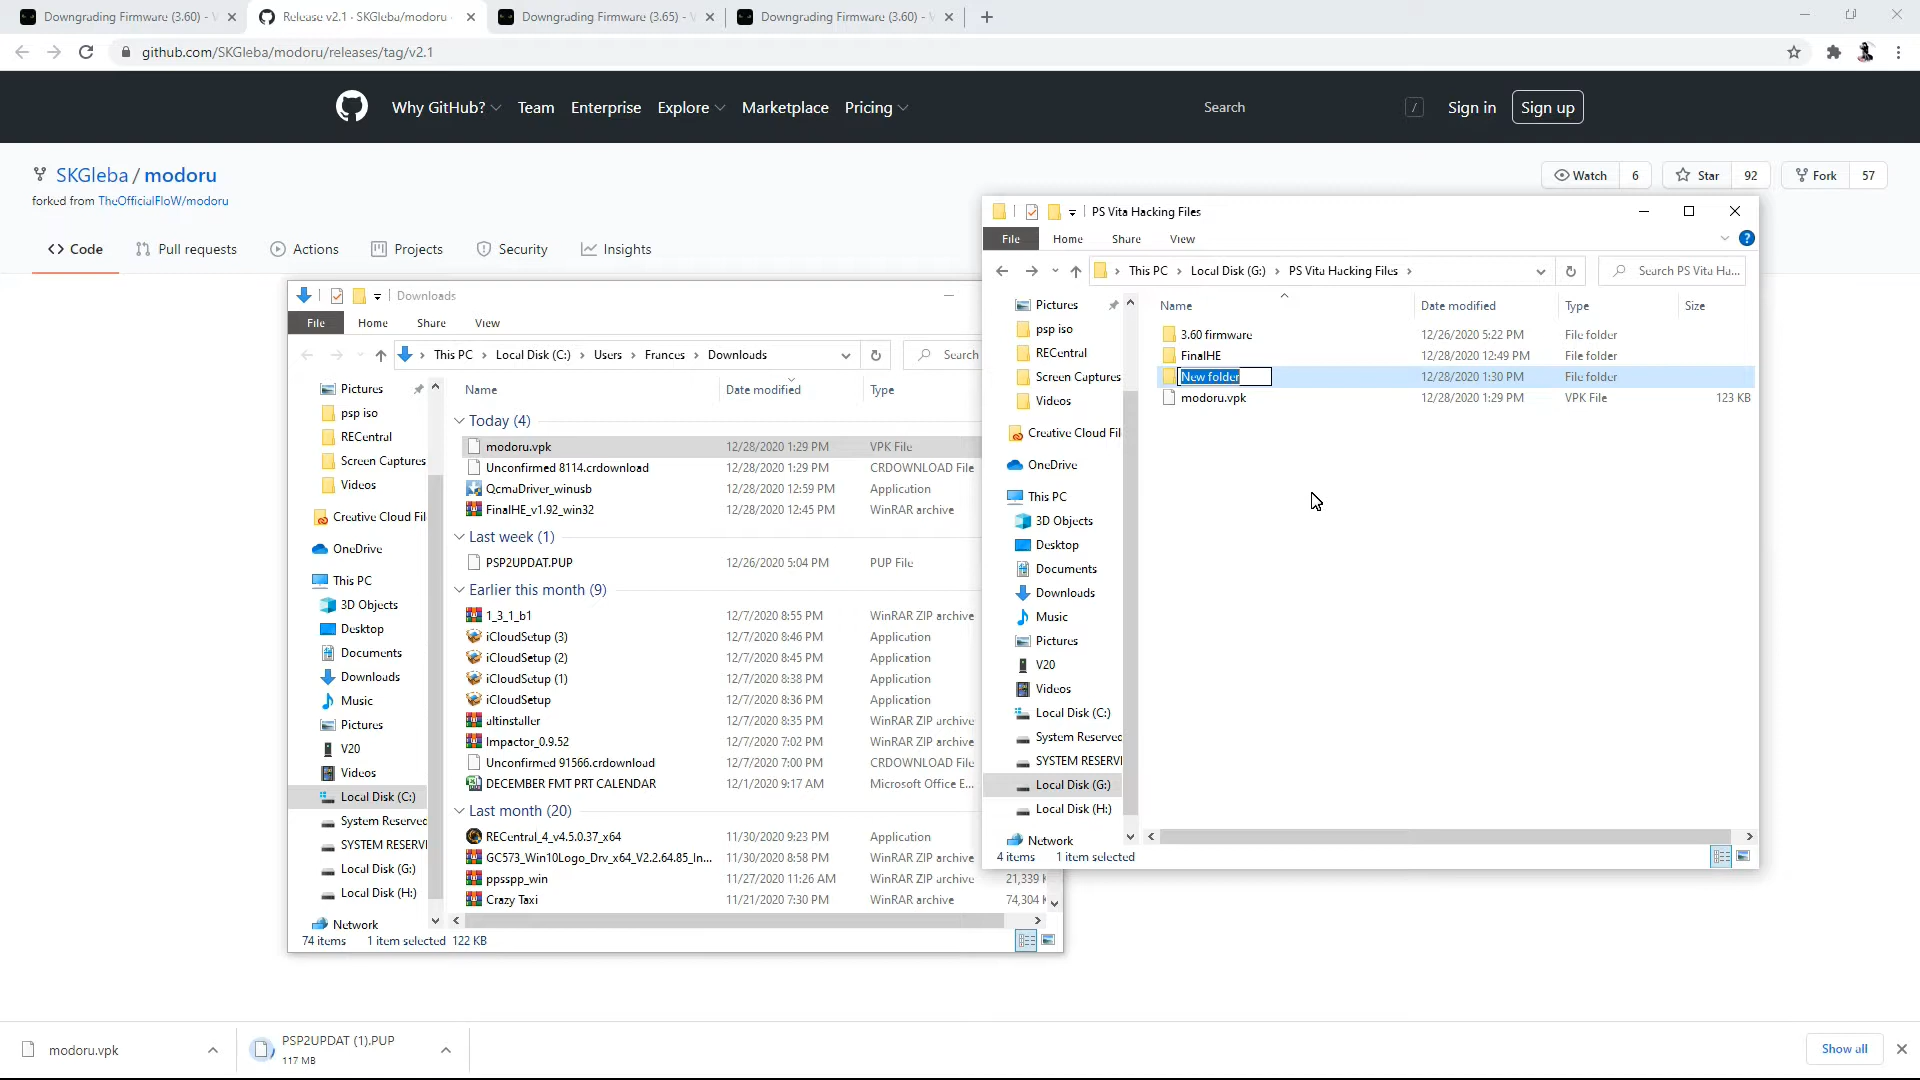 Downgrading Firmware (3.60) - V
Release v2.1 · SKGleba/modoru ·
Downgrading Firmware (3.65) - V
Downgrading Firmware (3.60) - V
github.com/SKGleba/modoru/releases/tag/v2.1
Why GitHub?
Team
Enterprise
Explore
Marketplace
Pricing
Search
/
Sign in
Sign up
SKGleba / modoru
forked from TheOfficialFloW/modoru
Watch 6
Star 92
Fork 57
Code
Pull requests
Actions
Projects
Security
Insights
Downloads
File
Home
Share
View
This PC
Local Disk (C:)
Users
Frances
Downloads
Search
Pictures
psp iso
RECentral
Screen Captures
Videos
Creative Cloud Fil
OneDrive
This PC
3D Objects
Desktop
Documents
Downloads
Music
Pictures
V20
Videos
Local Disk (C:)
System Reserved
SYSTEM RESERV
Local Disk (G:)
Local Disk (H:)
Network
Name Date modified Type
Today (4)
modoru.vpk 12/28/2020 1:29 PM VPK File
Unconfirmed 8114.crdownload 12/28/2020 1:29 PM CRDOWNLOAD File
QcmaDriver_winusb 12/28/2020 12:59 PM Application
FinalHE_v1.92_win32 12/28/2020 12:45 PM WinRAR archive
Last week (1)
PSP2UPDAT.PUP 12/26/2020 5:04 PM PUP File
Earlier this month (9)
1_3_1_b1 12/7/2020 8:55 PM WinRAR ZIP archive
iCloudSetup (3) 12/7/2020 8:46 PM Application
iCloudSetup (2) 12/7/2020 8:45 PM Application
iCloudSetup (1) 12/7/2020 8:38 PM Application
iCloudSetup 12/7/2020 8:36 PM Application
altinstaller 12/7/2020 8:35 PM WinRAR ZIP archive
Impactor_0.9.52 12/7/2020 7:02 PM WinRAR ZIP archive
Unconfirmed 91566.crdownload 12/7/2020 7:00 PM CRDOWNLOAD File
DECEMBER FMT PRT CALENDAR 12/1/2020 9:17 AM Microsoft Office E...
Last month (20)
RECentral_4_v4.5.0.37_x64 11/30/2020 9:23 PM Application
GC573_Win10Logo_Drv_x64_V2.2.64.85_In... 11/30/2020 8:58 PM WinRAR ZIP archive
ppsspp_win 11/27/2020 11:26 AM WinRAR ZIP archive 21,339 K
Crazy Taxi 11/21/2020 7:30 PM WinRAR archive 74,304 K
74 items 1 item selected 122 KB
PS Vita Hacking Files
File
Home
Share
View
This PC
Local Disk (G:)
PS Vita Hacking Files
Search PS Vita Ha...
Pictures
psp iso
RECentral
Screen Captures
Videos
Creative Cloud Fil
OneDrive
This PC
3D Objects
Desktop
Documents
Downloads
Music
Pictures
V20
Videos
Local Disk (C:)
System Reserved
SYSTEM RESERV
Local Disk (G:)
Local Disk (H:)
Network
Name Date modified Type Size
3.60 firmware 12/26/2020 5:22 PM File folder
FinalHE 12/28/2020 12:49 PM File folder
New folder 12/28/2020 1:30 PM File folder
modoru.vpk 12/28/2020 1:29 PM VPK File 123 KB
4 items 1 item selected
modoru.vpk
PSP2UPDAT (1).PUP
117 MB
Show all